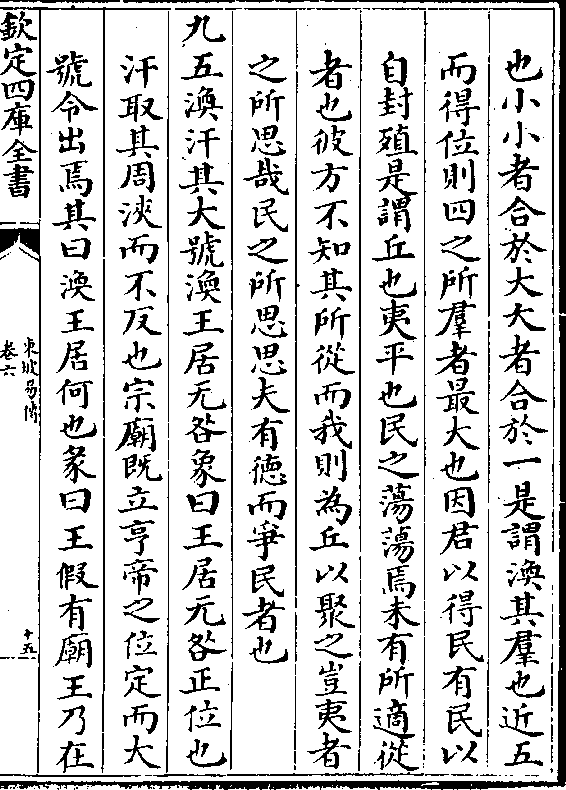 也小小者合於大大者合於一是謂渙其羣也近五
而得位則四之所羣者最大也因君以得民有民以
自封殖是謂丘也夷平也民之蕩蕩焉未有所適從
者也彼方不知其所從而我則為丘以聚之豈夷者
之所思哉民之所思思夫有徳而爭民者也
九五渙汗其大號渙王居无咎象曰王居无咎正位也
汗取其周浹而不反也宗廟既立亨帝之位定而大
號令出焉其曰渙王居何也彖曰王假有廟王乃在
欽定四庫全書
東坡易傳
卷六
十五